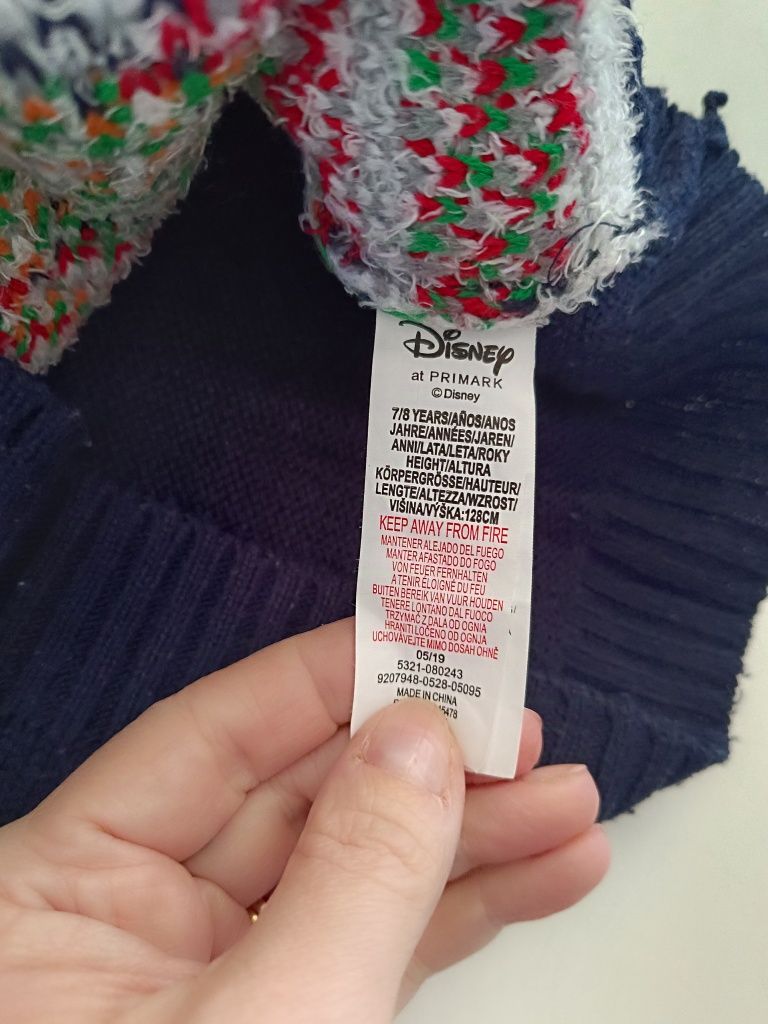 Disney
at PRIMARK
©Disney
7/8 YEARS/AÑOS/ANOS
JAHRE/ANNÉES/JAREN/
ANNI/LATA/LETA/ROKY
HEIGHT/ALTURA
KÖRPERGRÖSSE/HAUTEUR/
LENGTE/ALTEZZA/WZROST/
VIŠINA/VÝŠKA:128CM
KEEP AWAY FROM FIRE
MANTENER ALEJADO DEL FUEGO
MANTER AFASTADO DO FOGO
VON FEUER FERNHALTEN
A TENIR ÉLOIGNÉ DU FEU
BUITEN BEREIK VAN VUUR HOUDEN
TENERE LONTANO DAL FUOCO
TRZYMAĆ Z DALA OD OGNIA
HRANITI LOČENO OD OGNJA
UCHOVÁVEJTE MIMO DOSAH OHNĚ
05/19
5321-080243
9207948-0528-05095
MADE IN CHINA